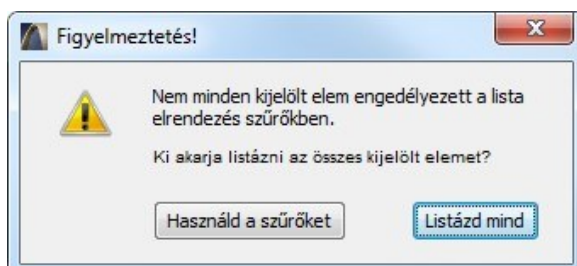 Figyelmeztetés!
Nem minden kijelölt elem engedélyezett a lista
elrendezés szűrőkben.
Ki akarja listázni az összes kijelölt elemet?
Használd a szűrőket
Listázd mind